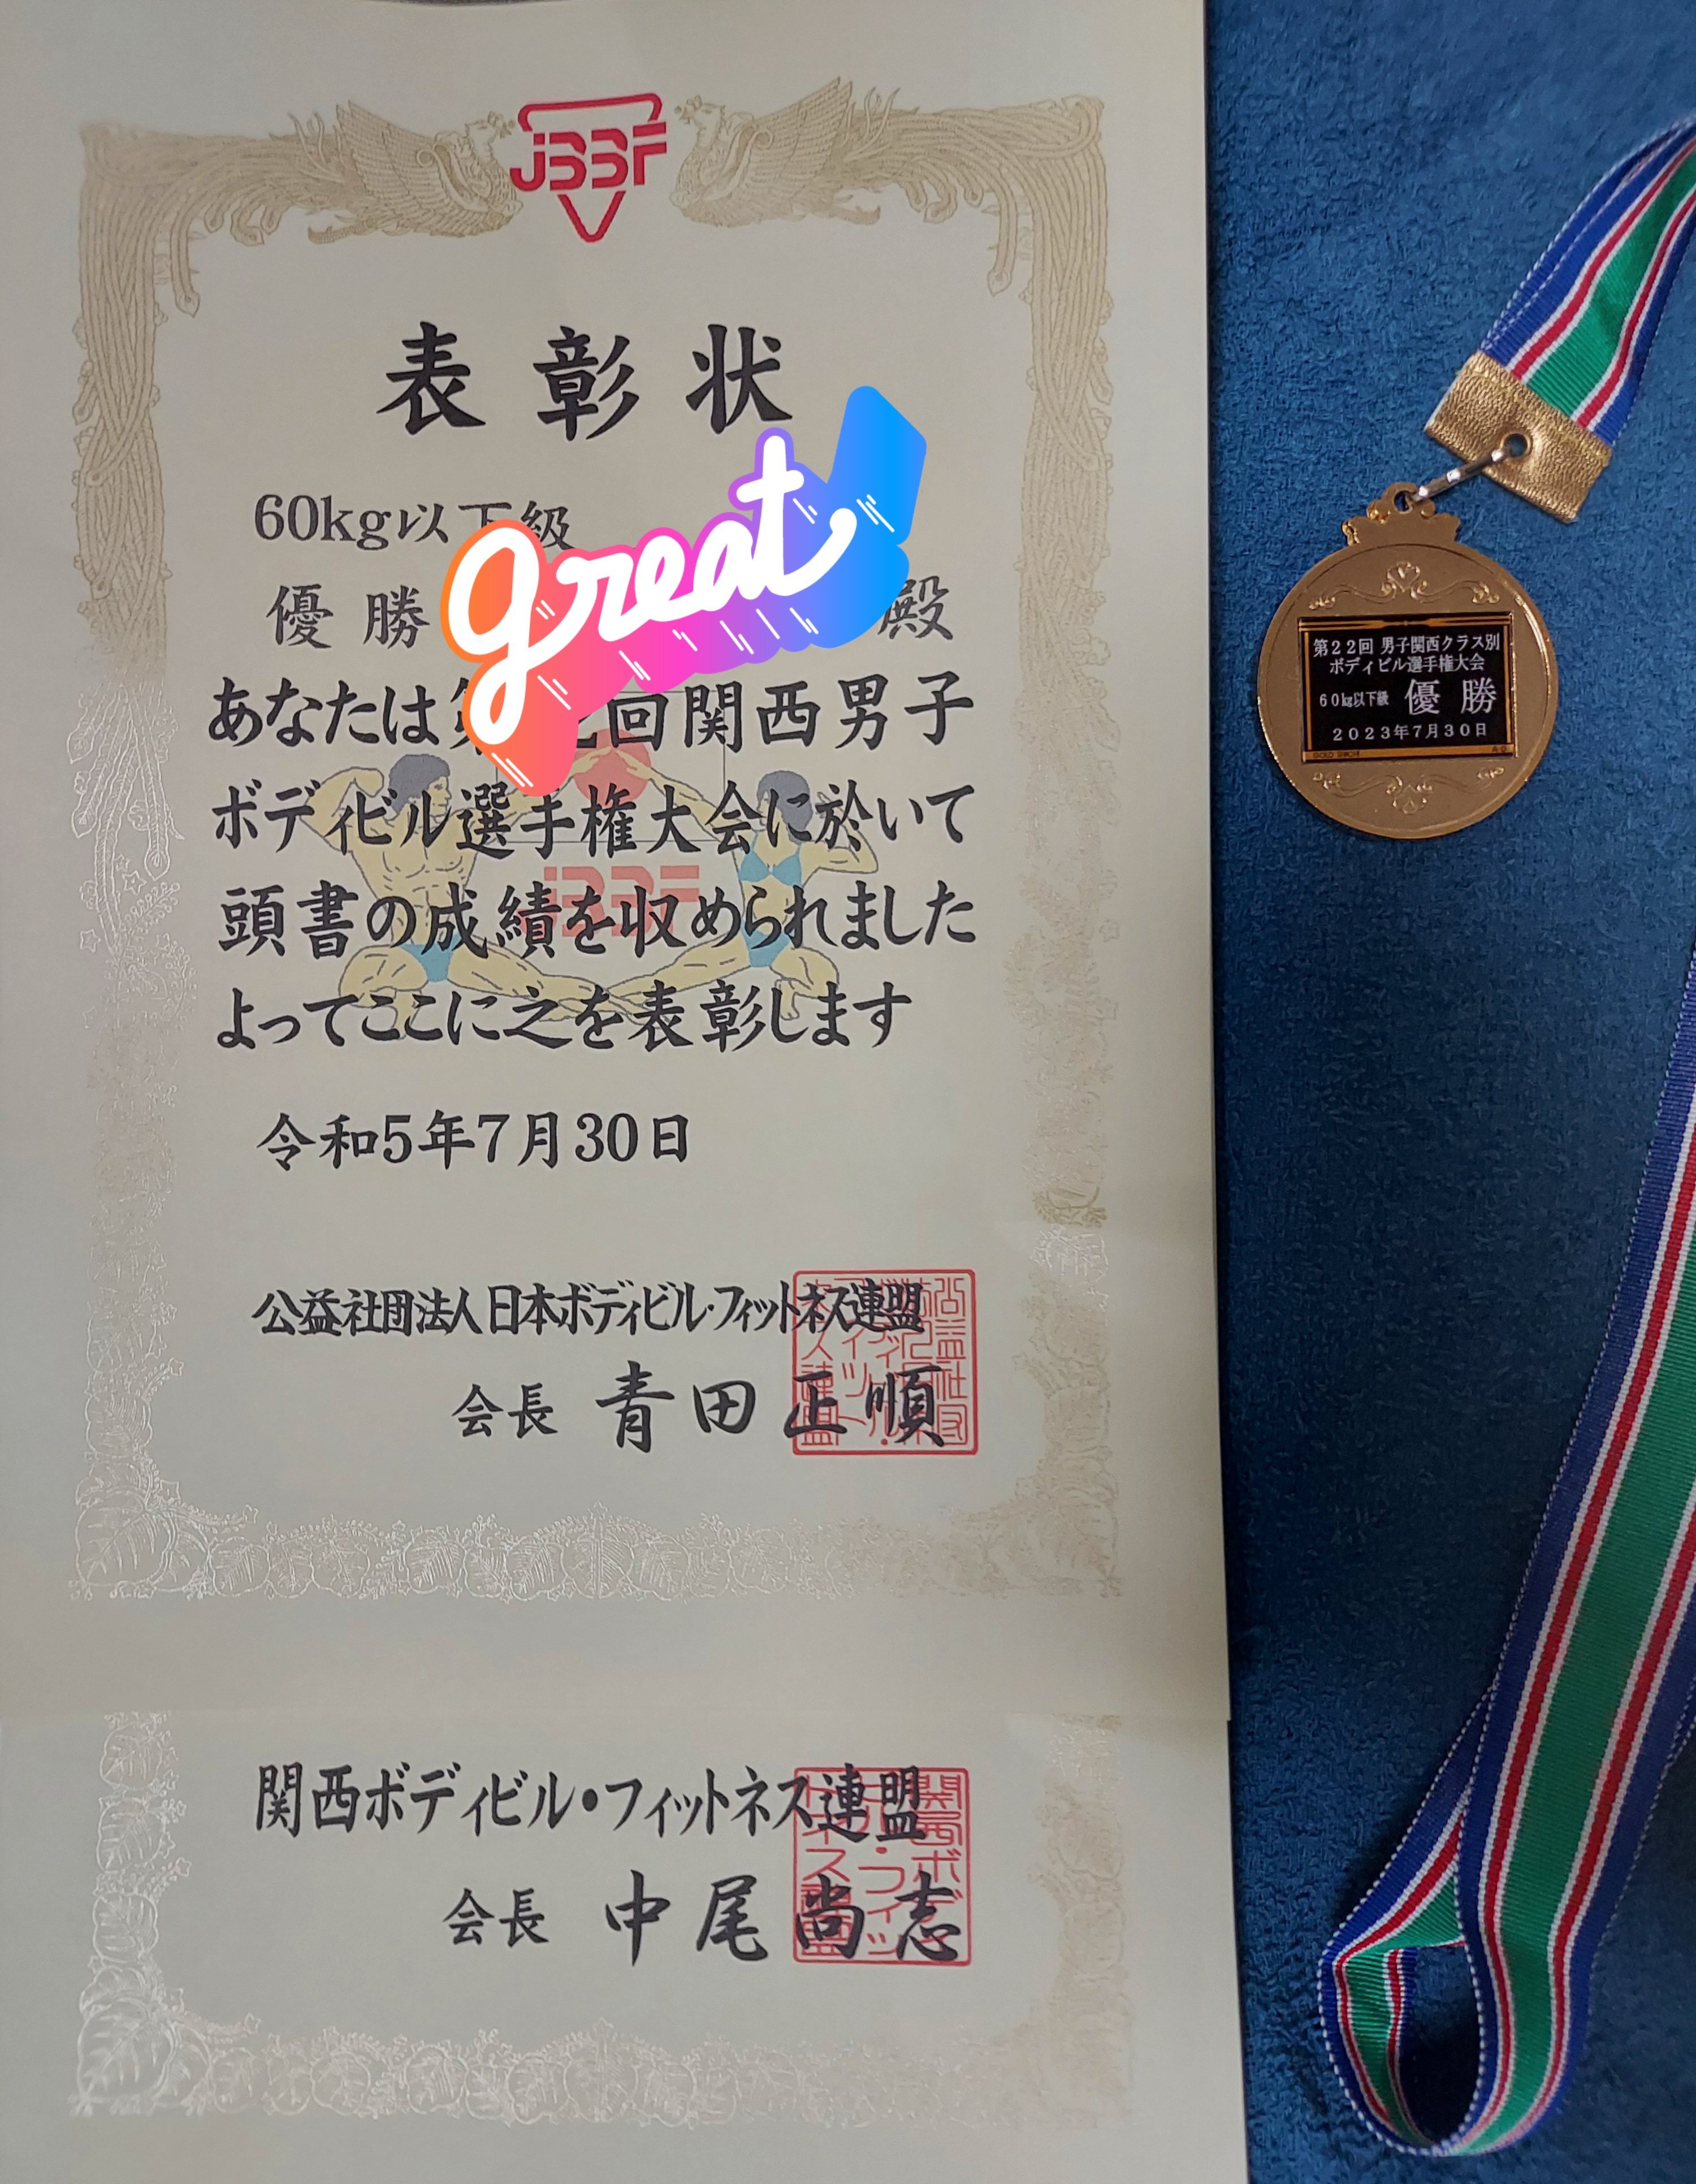 JBBF
表彰状
60kg以下級
優勝
great!
殿
あなたは第 回関西男子
ボディビル選手権大会に於いて
JBBF
頭書の成績を収められました
よってここに之を表彰します
令和5年7月30日
公益社団法人日本ボディビル・フィットネス連盟
会長 青田正順
関西ボディビル・フィットネス連盟
会長 中尾尚志
第22回 男子関西クラス別
ボディビル選手権大会
60kg以下級 優勝
2023年7月30日